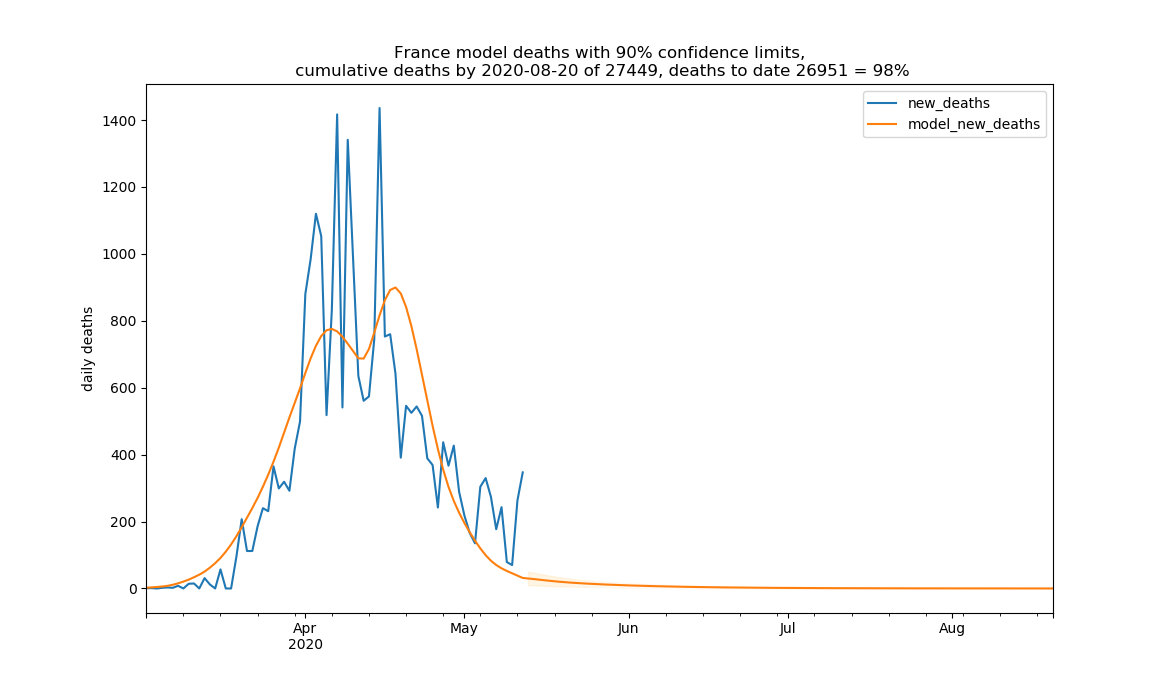 France model deaths with 90% confidence limits,
cumulative deaths by 2020-08-20 of 27449, deaths to date 26951 = 98%
new_deaths
model_new_deaths
daily deaths
1400
1200
1000
800
600
400
200
0
Apr
2020
May
Jun
Jul
Aug